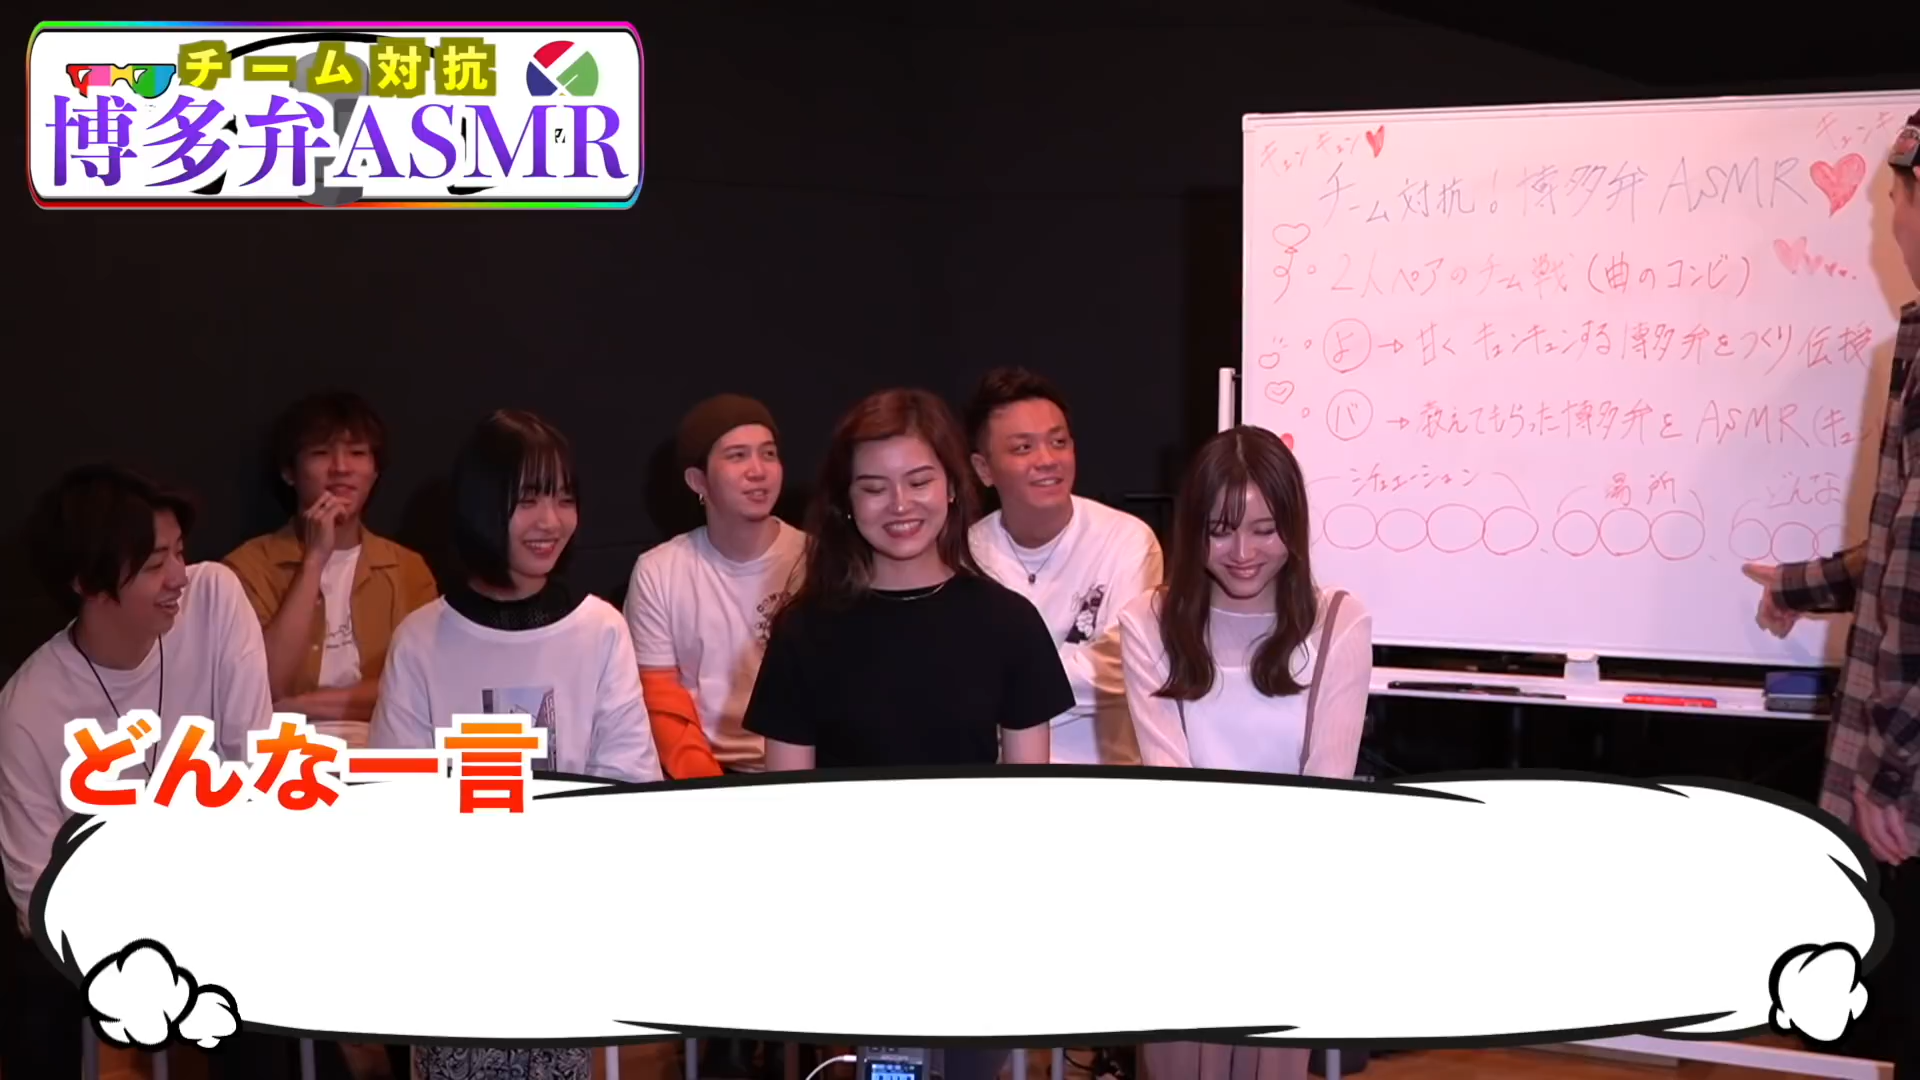 チーム対抗
博多弁ASMR
キュンキュン
チーム対抗!博多弁ASMR
2人ペアのチーム戦(曲のコンビ)
よ→甘くキュンキュンする博多弁をつくり伝授
バ→教えてもらった博多弁をASMR(キュ
シチュエーション
場所
どんな
どんな一言